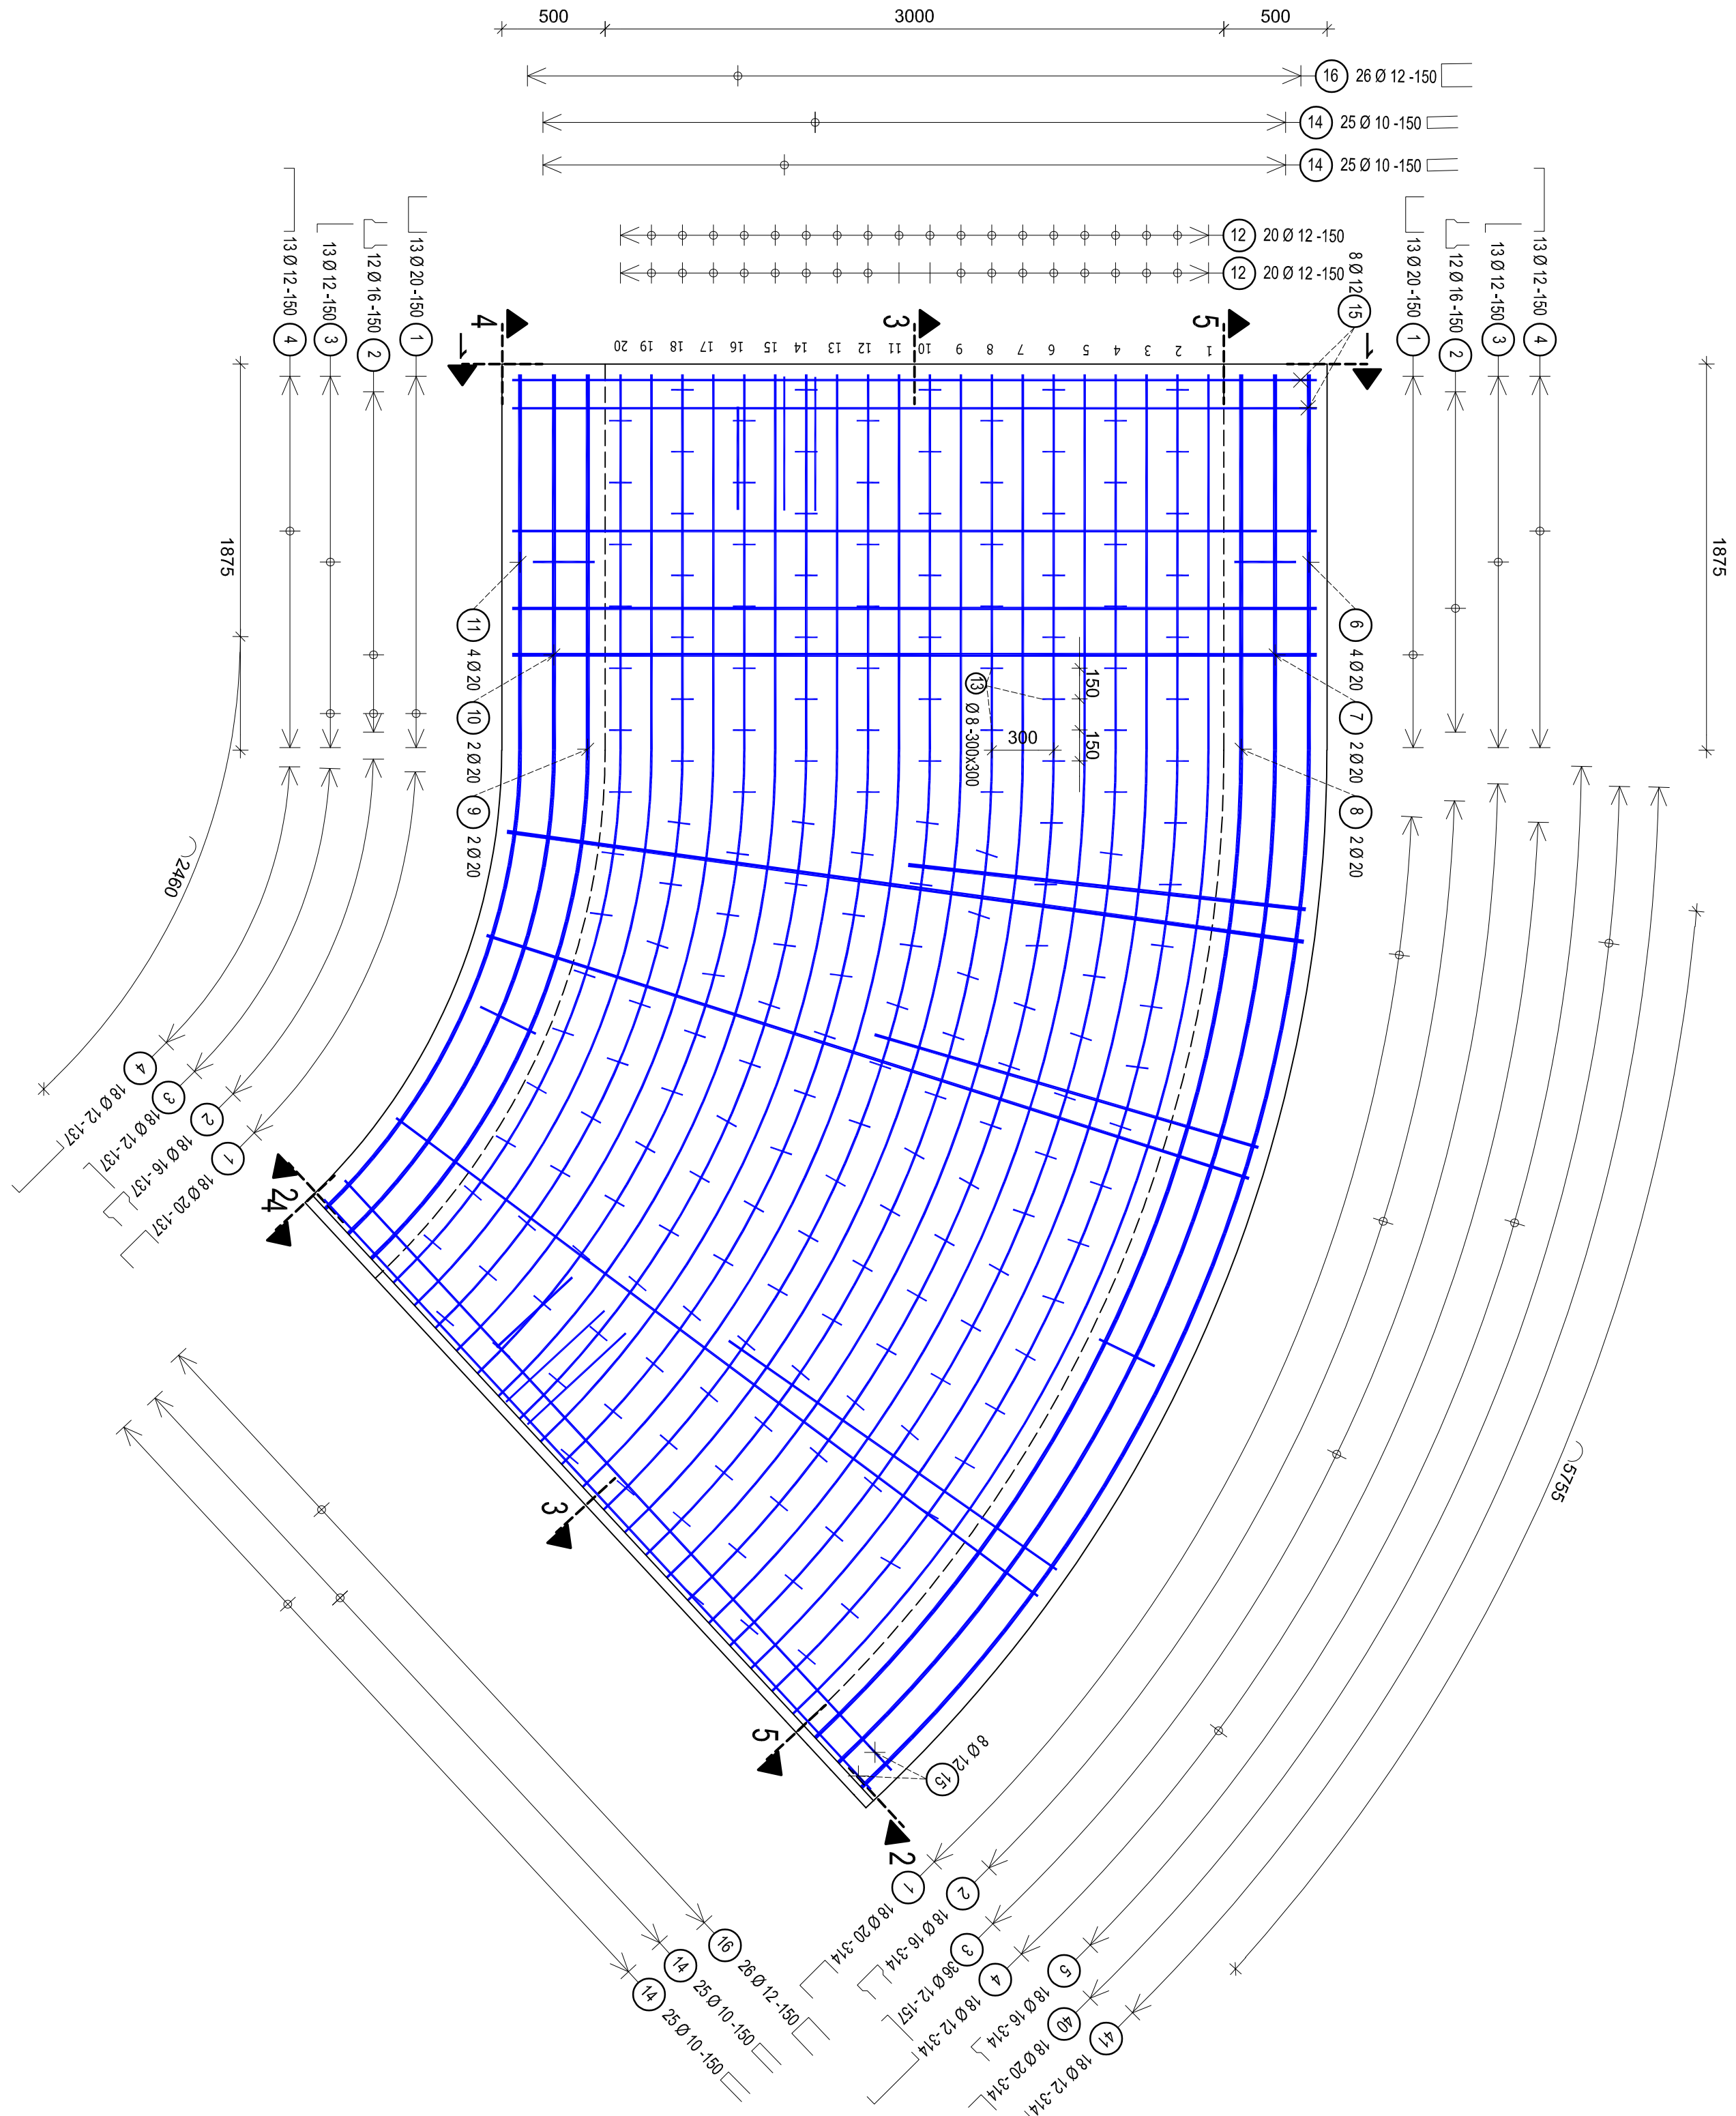 500 3000 500
16 26 Ø 12 -150
14 25 Ø 10 -150
14 25 Ø 10 -150
12 20 Ø 12 -150
12 20 Ø 12 -150
8 Ø 12
15
4 13 Ø 12 -150
3 13 Ø 12 -150
2 12 Ø 16 -150
1 13 Ø 20 -150
1 13 Ø 20 -150
2 12 Ø 16 -150
3 13 Ø 12 -150
4 13 Ø 12 -150
4 3 5
1 1
20 19 18 17 16 15 14 13 12 11 10 9 8 7 6 5 4 3 2 1
1875
1875
11 4 Ø 20
10 2 Ø 20
9 2 Ø 20
6 4 Ø 20
7 2 Ø 20
8 2 Ø 20
13 Ø 8 -300x300
150
150
300
2460
4 18 Ø 12 -137
3 18 Ø 12 -137
2 18 Ø 16 -137
1 18 Ø 20 -137
2
4
3
5
2
15 8 Ø 12
5755
1 18 Ø 20 -314
2 18 Ø 16 -314
3 36 Ø 12 -157
4 18 Ø 12 -314
5 18 Ø 16 -314
40 18 Ø 20 -314
41 18 Ø 12 -314
16 26 Ø 12 -150
14 25 Ø 10 -150
14 25 Ø 10 -150